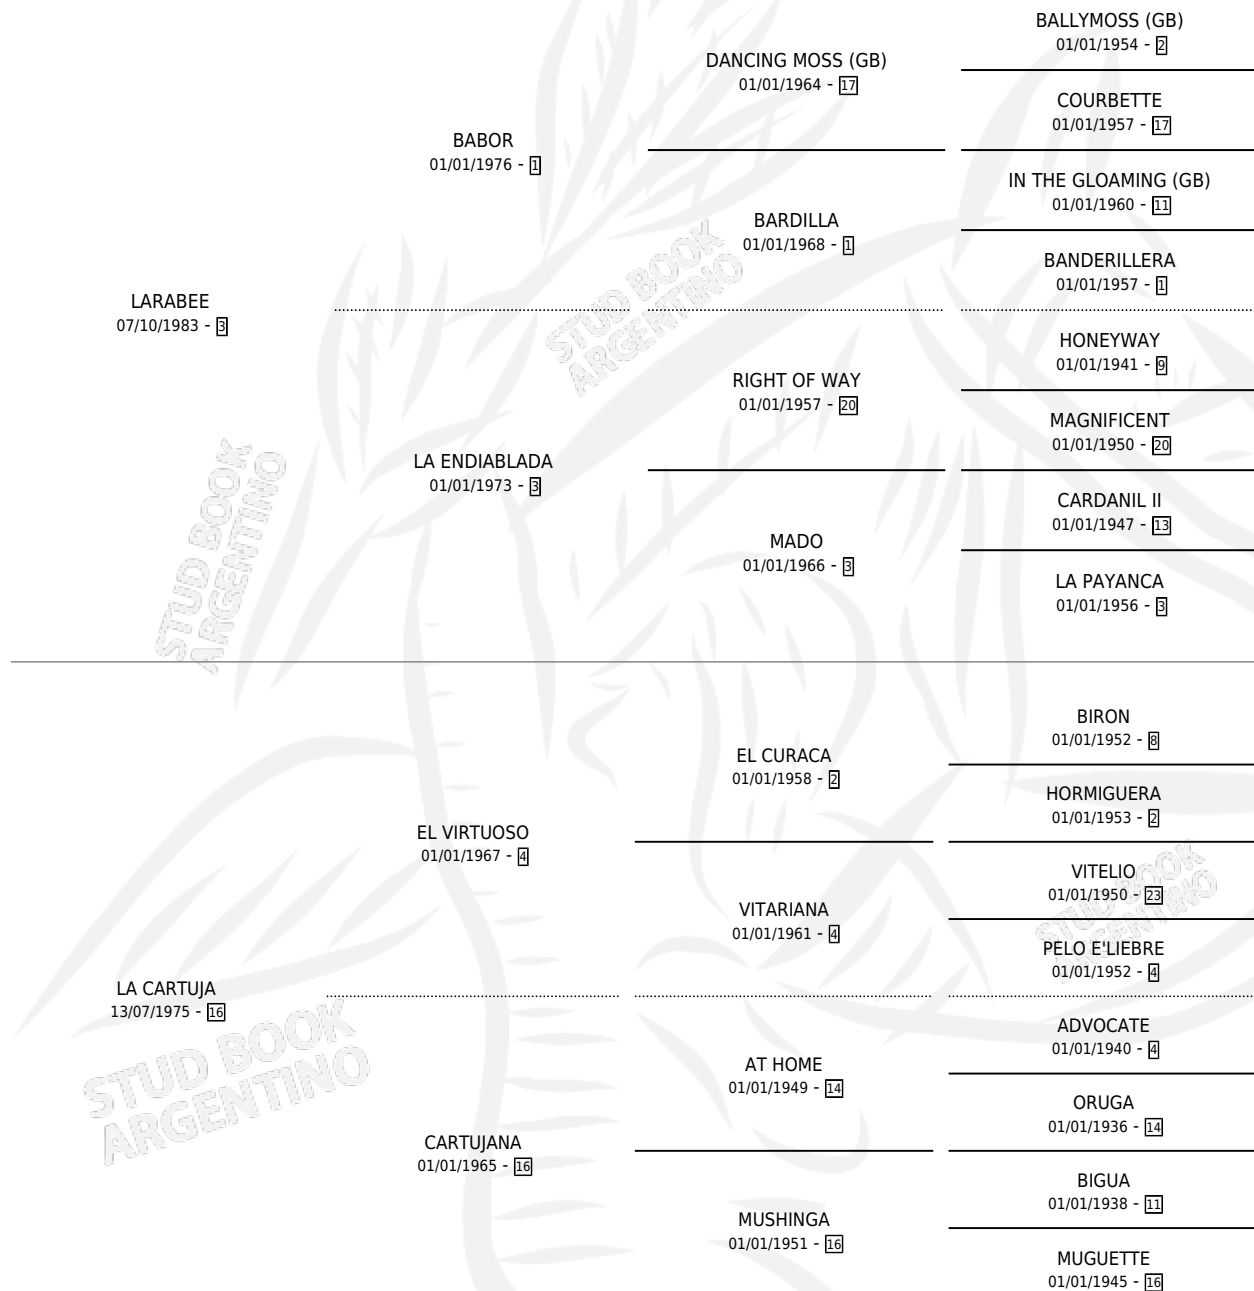 BALLYMOSS (GB)
01/01/1954 - 2
DANCING MOSS (GB)
01/01/1964 - 17
COURBETTE
01/01/1957 - 17
BABOR
01/01/1976 - 1
IN THE GLOAMING (GB)
01/01/1960 - 11
BARDILLA
01/01/1968 - 1
BANDERILLERA
01/01/1957 - 1
LARABEE
07/10/1983 - 3
HONEYWAY
01/01/1941 - 9
RIGHT OF WAY
01/01/1957 - 20
MAGNIFICENT
01/01/1950 - 20
LA ENDIABLADA
01/01/1973 - 3
CARDANIL II
01/01/1947 - 13
MADO
01/01/1966 - 3
LA PAYANCA
01/01/1956 - 3
BIRON
01/01/1952 - 8
EL CURACA
01/01/1958 - 2
HORMIGUERA
01/01/1953 - 2
EL VIRTUOSO
01/01/1967 - 4
VITELIO
01/01/1950 - 23
VITARIANA
01/01/1961 - 4
PELO E'LIEBRE
01/01/1952 - 4
LA CARTUJA
13/07/1975 - 16
ADVOCATE
01/01/1940 - 4
AT HOME
01/01/1949 - 14
ORUGA
01/01/1936 - 14
CARTUJANA
01/01/1965 - 16
BIGUA
01/01/1938 - 11
MUSHINGA
01/01/1951 - 16
MUGUETTE
01/01/1945 - 16
STUD BOOK
ARGENTINO
STUD BOOK
ARGENTINO
STUD BOOK
ARGENTINO
STUD BOOK
ARGENTINO